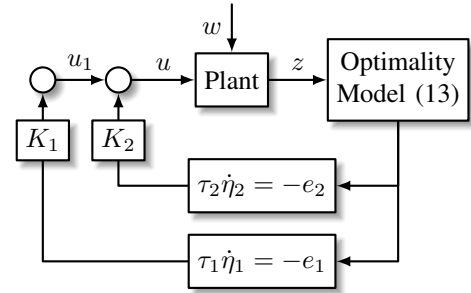 w
u₁
u
Plant
z
Optimality
Model (13)
K₁
K₂
τ₂η̇₂ = −e₂
τ₁η̇₁ = −e₁